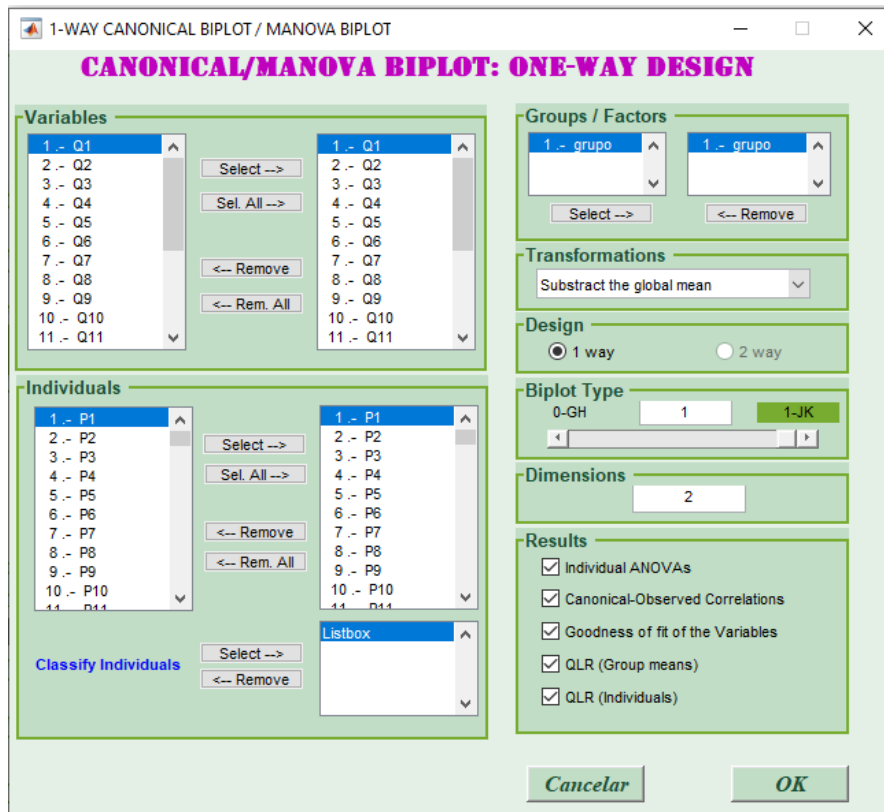 1-WAY CANONICAL BIPLOT / MANOVA BIPLOT
CANONICAL/MANOVA BIPLOT: ONE-WAY DESIGN
Variables
1 .- Q1
2 .- Q2
3 .- Q3
4 .- Q4
5 .- Q5
6 .- Q6
7 .- Q7
8 .- Q8
9 .- Q9
10 .- Q10
11 .- Q11
Select -->
Sel. All -->
<-- Remove
<-- Rem. All
1 .- Q1
2 .- Q2
3 .- Q3
4 .- Q4
5 .- Q5
6 .- Q6
7 .- Q7
8 .- Q8
9 .- Q9
10 .- Q10
11 .- Q11
Individuals
1 .- P1
2 .- P2
3 .- P3
4 .- P4
5 .- P5
6 .- P6
7 .- P7
8 .- P8
9 .- P9
10 .- P10
11 .- P11
Select -->
Sel. All -->
<-- Remove
<-- Rem. All
1 .- P1
2 .- P2
3 .- P3
4 .- P4
5 .- P5
6 .- P6
7 .- P7
8 .- P8
9 .- P9
10 .- P10
11 .- P11
Classify Individuals
Select -->
<-- Remove
Listbox
Groups / Factors
1 .- grupo
1 .- grupo
Select -->
<-- Remove
Transformations
Substract the global mean
Design
1 way
2 way
Biplot Type
0-GH
1
1-JK
Dimensions
2
Results
Individual ANOVAs
Canonical-Observed Correlations
Goodness of fit of the Variables
QLR (Group means)
QLR (Individuals)
Cancelar
OK